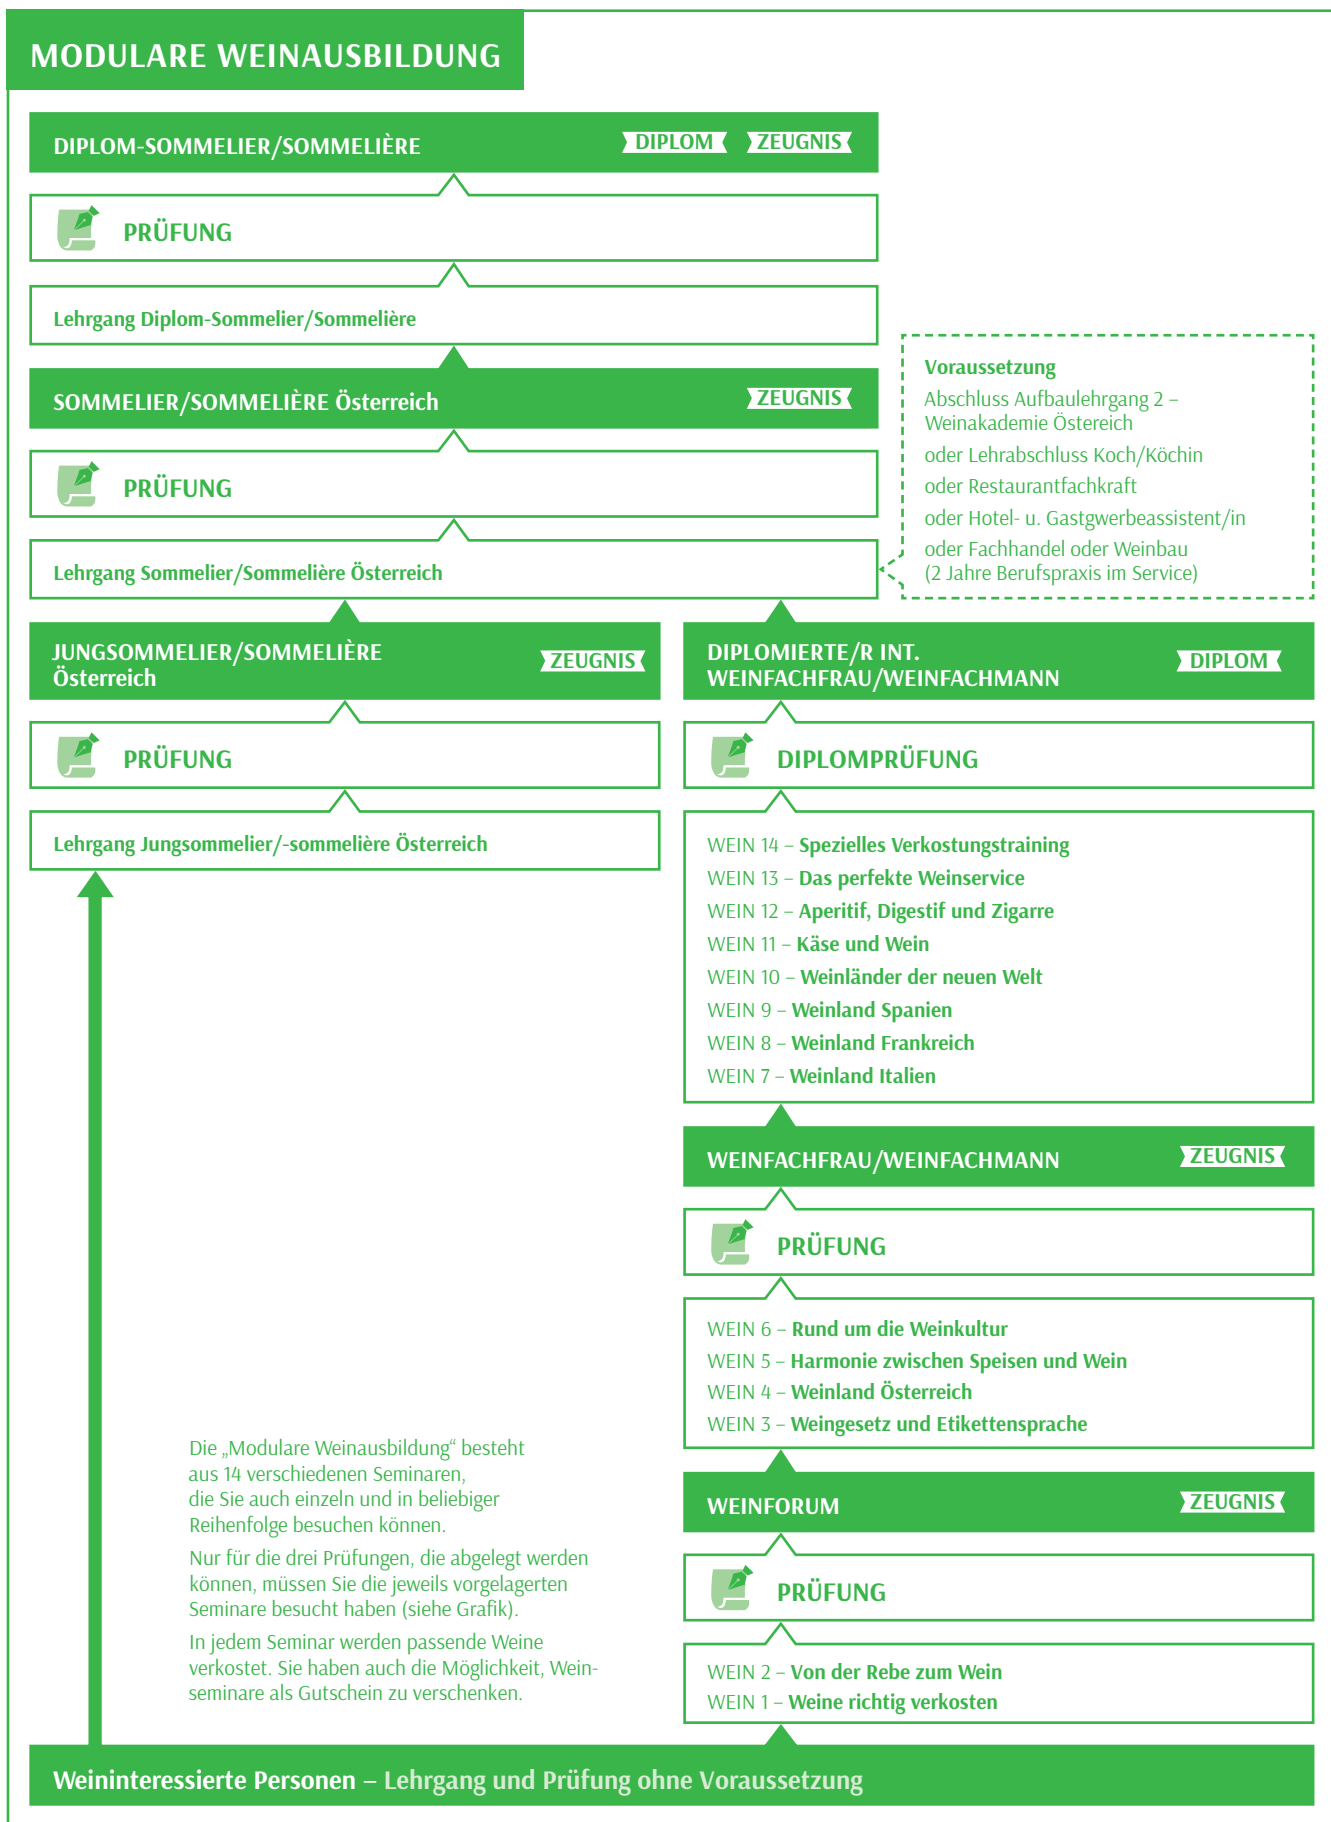 MODULARE WEINAUSBILDUNG
DIPLOM-SOMMELIER/SOMMELIÈRE
DIPLOM
ZEUGNIS
PRÜFUNG
Lehrgang Diplom-Sommelier/Sommelière
SOMMELIER/SOMMELIÈRE Österreich
ZEUGNIS
PRÜFUNG
Lehrgang Sommelier/Sommelière Österreich
Voraussetzung
Abschluss Aufbaulehrgang 2 –
Weinakademie Östereich
oder Lehrabschluss Koch/Köchin
oder Restaurantfachkraft
oder Hotel- u. Gastgwerbeassistent/in
oder Fachhandel oder Weinbau
(2 Jahre Berufspraxis im Service)
JUNGSOMMELIER/SOMMELIÈRE
Österreich
ZEUGNIS
PRÜFUNG
Lehrgang Jungsommelier/-sommelière Österreich
DIPLOMIERTE/R INT.
WEINFACHFRAU/WEINFACHMANN
DIPLOM
DIPLOMPRÜFUNG
WEIN 14 – Spezielles Verkostungstraining
WEIN 13 – Das perfekte Weinservice
WEIN 12 – Aperitif, Digestif und Zigarre
WEIN 11 – Käse und Wein
WEIN 10 – Weinländer der neuen Welt
WEIN 9 – Weinland Spanien
WEIN 8 – Weinland Frankreich
WEIN 7 – Weinland Italien
WEINFACHFRAU/WEINFACHMANN
ZEUGNIS
PRÜFUNG
WEIN 6 – Rund um die Weinkultur
WEIN 5 – Harmonie zwischen Speisen und Wein
WEIN 4 – Weinland Österreich
WEIN 3 – Weingesetz und Etikettensprache
WEINFORUM
ZEUGNIS
PRÜFUNG
WEIN 2 – Von der Rebe zum Wein
WEIN 1 – Weine richtig verkosten
Die „Modulare Weinausbildung“ besteht
aus 14 verschiedenen Seminaren,
die Sie auch einzeln und in beliebiger
Reihenfolge besuchen können.
Nur für die drei Prüfungen, die abgelegt werden
können, müssen Sie die jeweils vorgelagerten
Seminare besucht haben (siehe Grafik).
In jedem Seminar werden passende Weine
verkostet. Sie haben auch die Möglichkeit, Wein-
seminare als Gutschein zu verschenken.
Weininteressierte Personen – Lehrgang und Prüfung ohne Voraussetzung